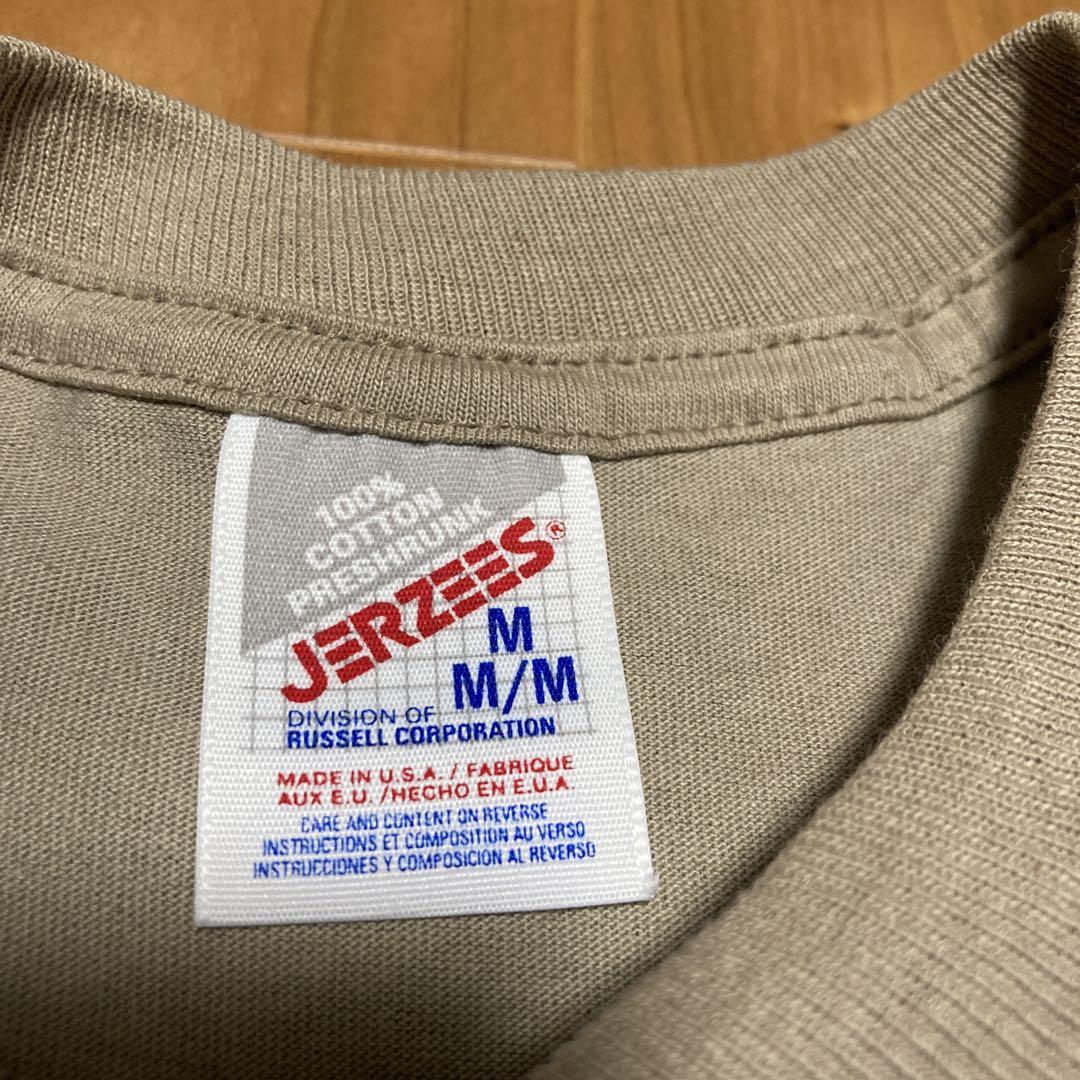 100%
COTTON
PRESHRUNK
JERZEES®
M
M/M
DIVISION OF
RUSSELL CORPORATION
MADE IN U.S.A. / FABRIQUE
AUX E.U. /HECHO EN E.U.A.
CARE AND CONTENT ON REVERSE
INSTRUCTIONS ET COMPOSITION AU VERSO
INSTRUCCIONES Y COMPOSICION AL REVERSO